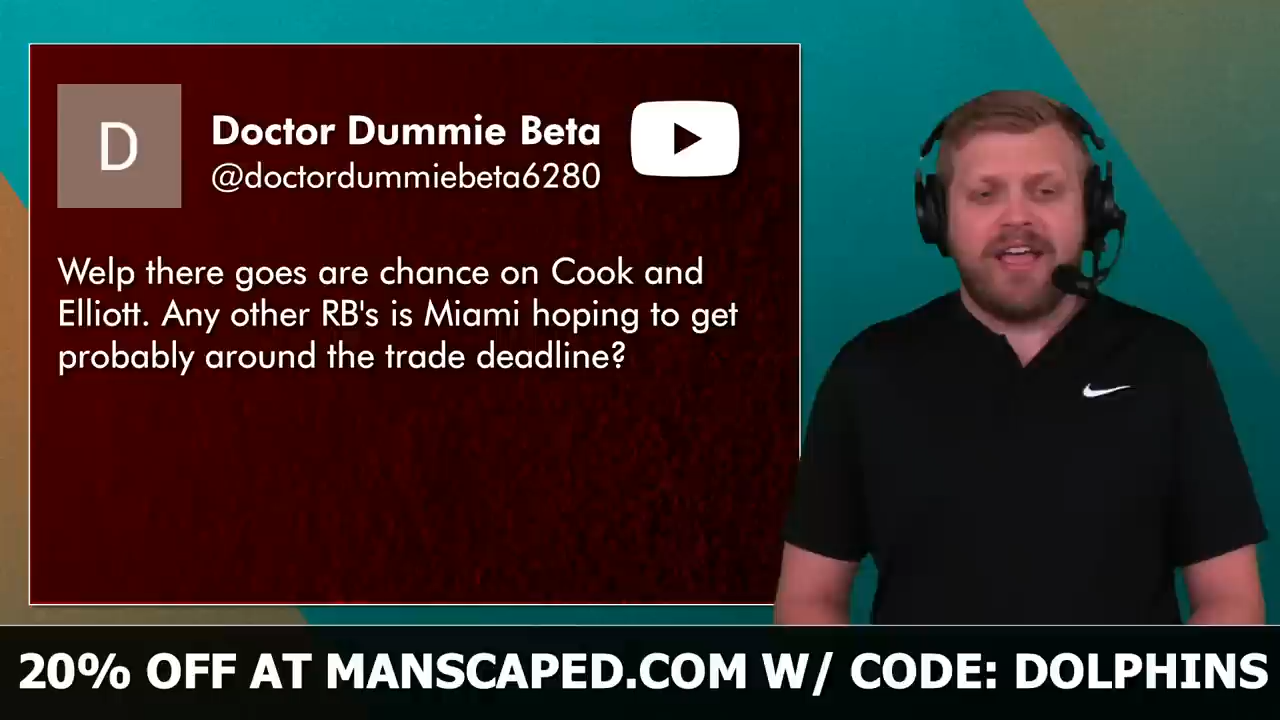 D
Doctor Dummie Beta
@doctordummiebeta6280
Welp there goes are chance on Cook and
Elliott. Any other RB's is Miami hoping to get
probably around the trade deadline?
20% OFF AT MANSCAPED.COM W/ CODE: DOLPHINS